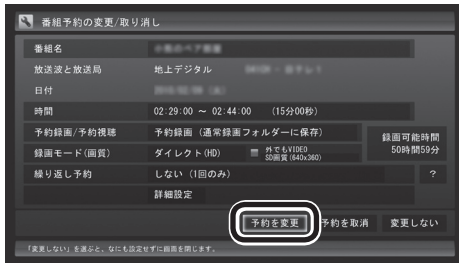 番組予約の変更/取り消し
番組名
放送波と放送局 地上デジタル
日付
時間 02:29:00 ~ 02:44:00 (15分00秒)
予約録画/予約視聴 予約録画 (通常録画フォルダーに保存)
録画可能時間
50時間59分
録画モード(画質) ダイレクト(HD) 外でもVIDEO
SD画質(640x360)
繰り返し予約 しない (1回のみ) ?
詳細設定
予約を変更 予約を取消 変更しない
「変更しない」を選ぶと、なにも設定せずに画面を閉じます。